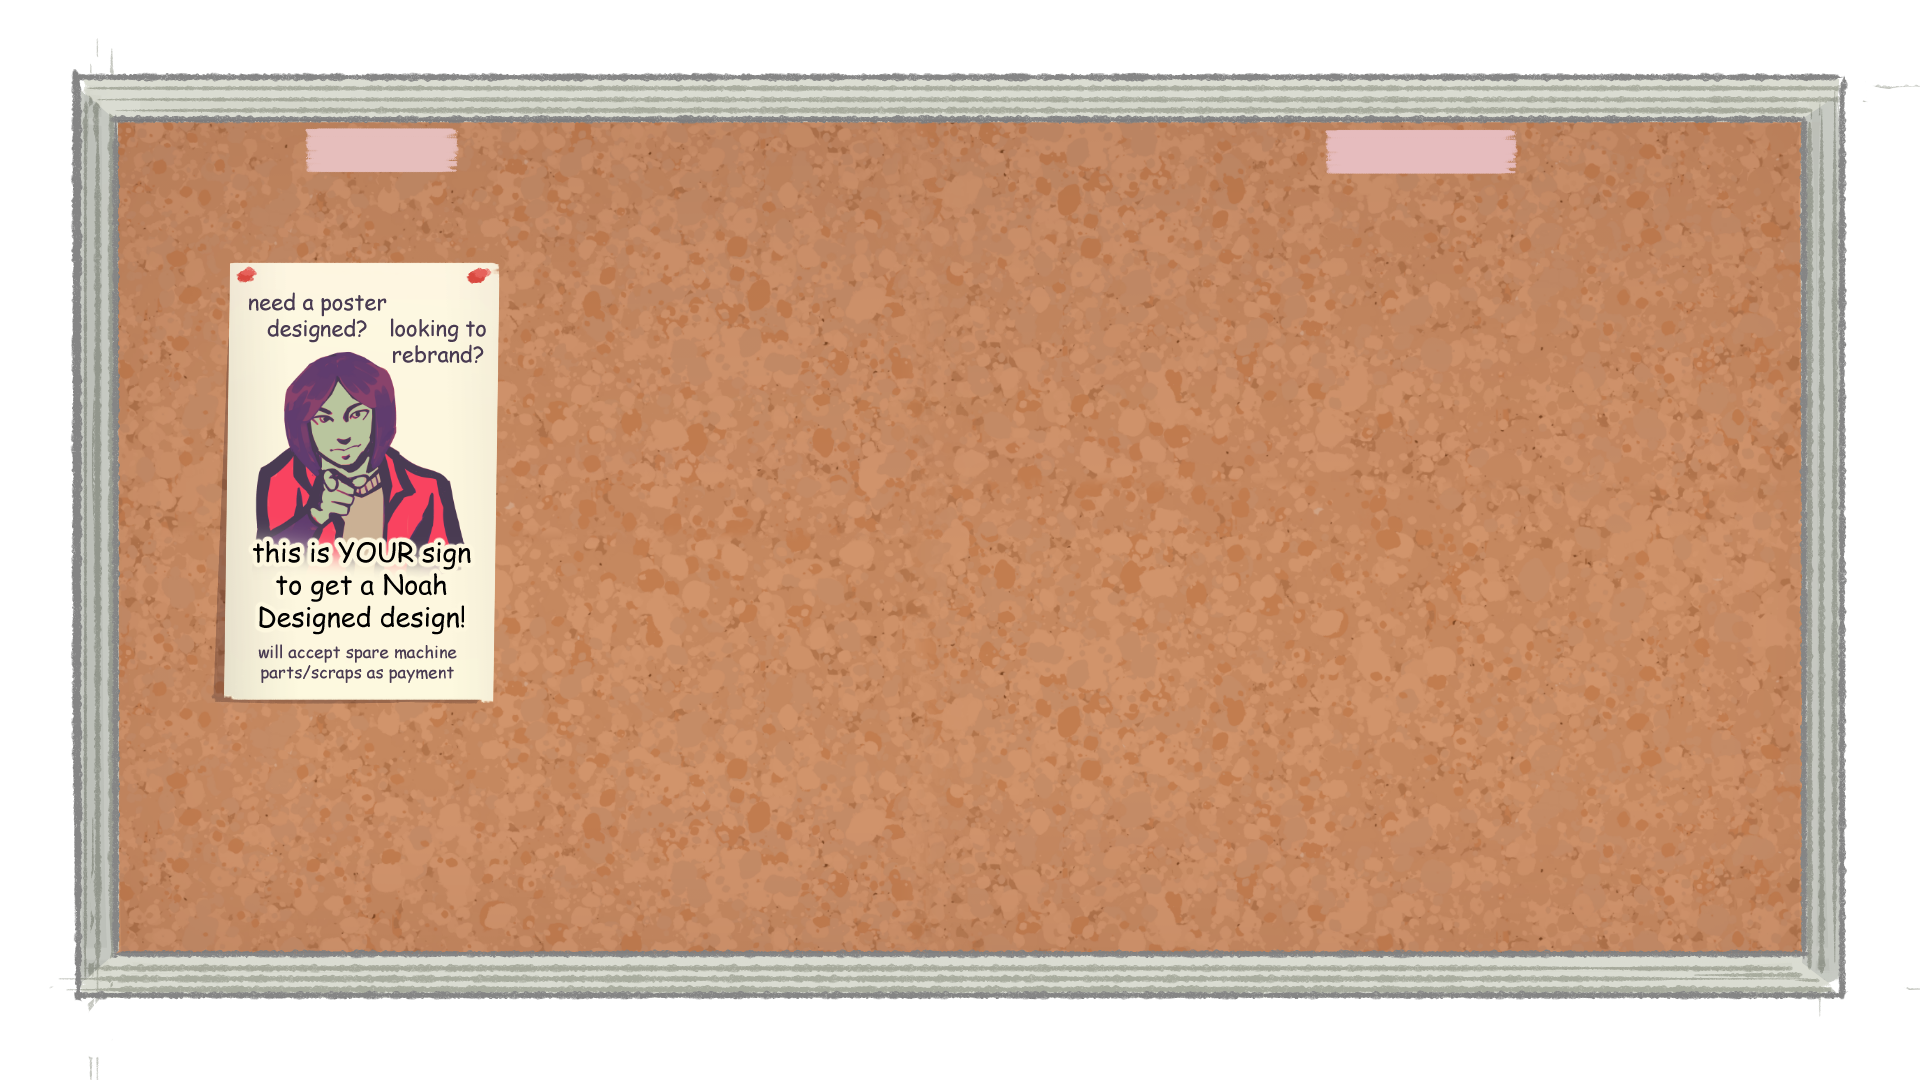 need a poster
designed?
looking to
rebrand?
this is YOUR sign
to get a Noah
Designed design!
will accept spare machine
parts/scraps as payment